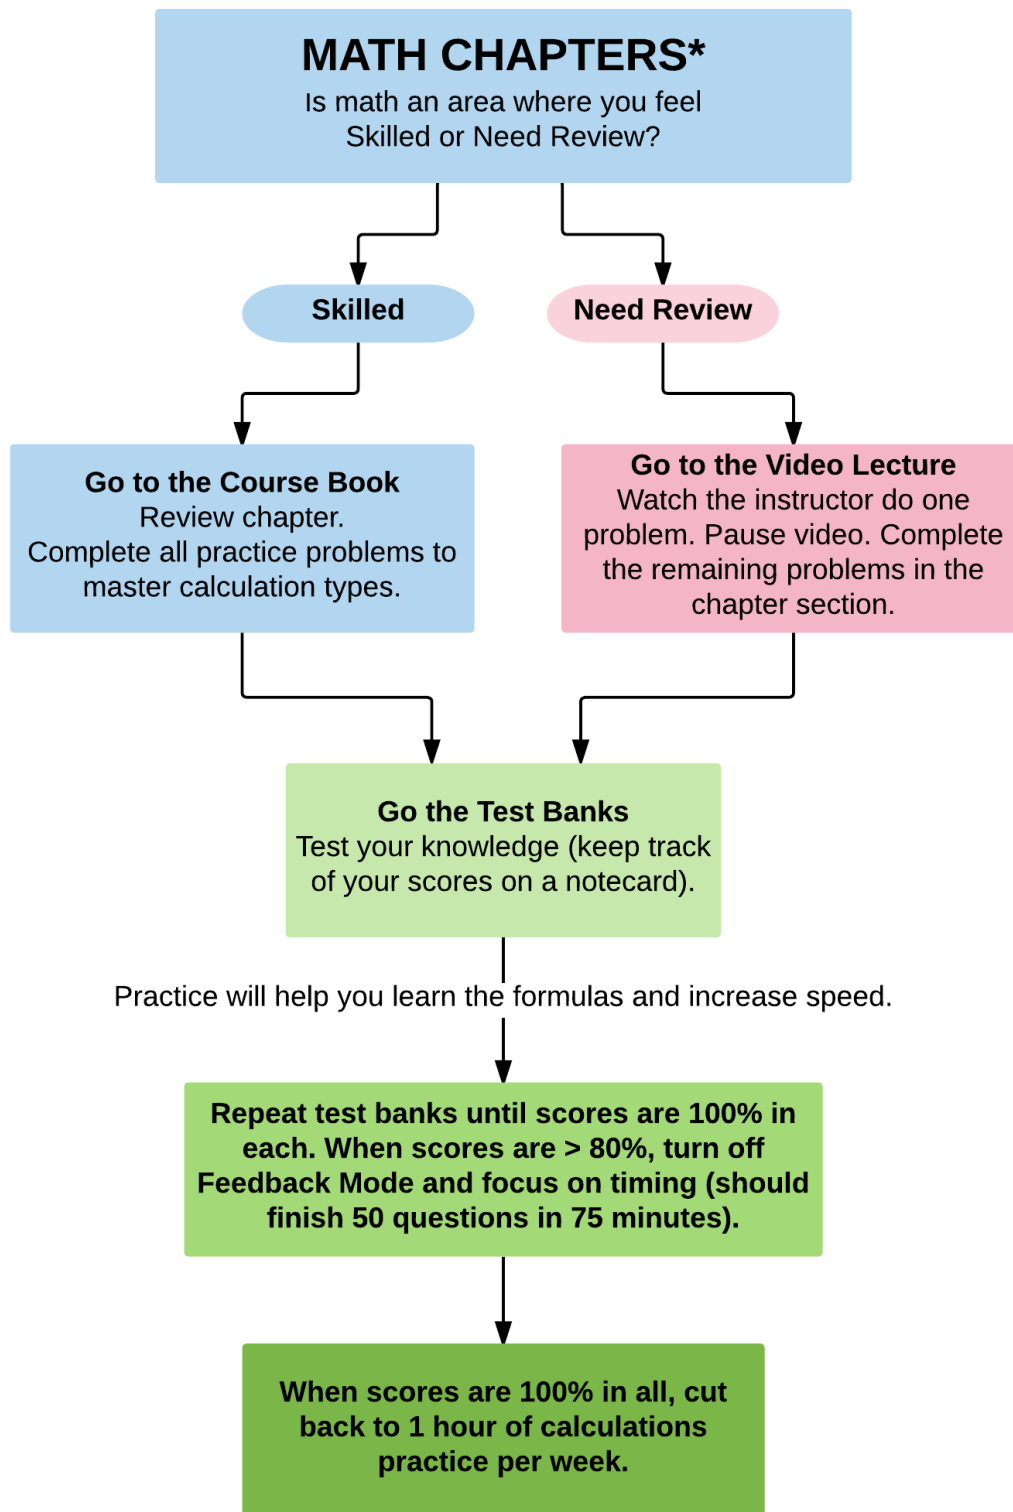 MATH CHAPTERS*
Is math an area where you feel
Skilled or Need Review?
Skilled
Need Review
Go to the Course Book
Review chapter.
Complete all practice problems to
master calculation types.
Go to the Video Lecture
Watch the instructor do one
problem. Pause video. Complete
the remaining problems in the
chapter section.
Go the Test Banks
Test your knowledge (keep track
of your scores on a notecard).
Practice will help you learn the formulas and increase speed.
Repeat test banks until scores are 100% in
each. When scores are > 80%, turn off
Feedback Mode and focus on timing (should
finish 50 questions in 75 minutes).
When scores are 100% in all, cut
back to 1 hour of calculations
practice per week.